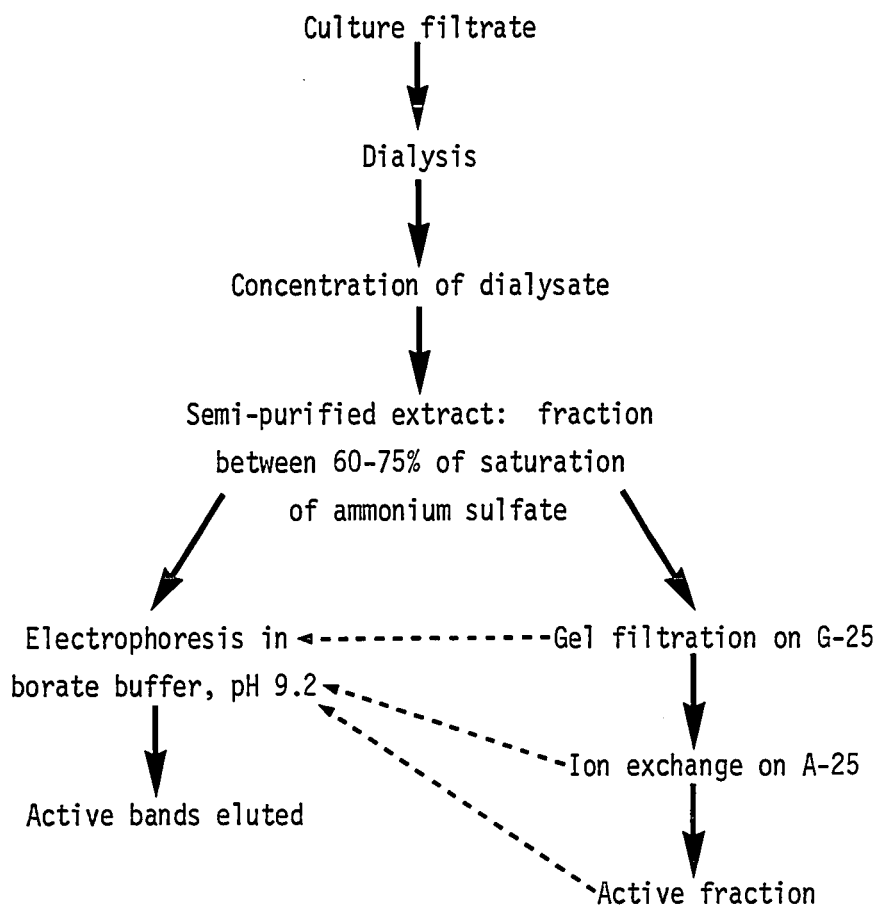 Culture filtrate
Dialysis
Concentration of dialysate
Semi-purified extract: fraction
between 60-75% of saturation
of ammonium sulfate
Electrophoresis in
borate buffer, pH 9.2
Active bands eluted
Gel filtration on G-25
Ion exchange on A-25
Active fraction